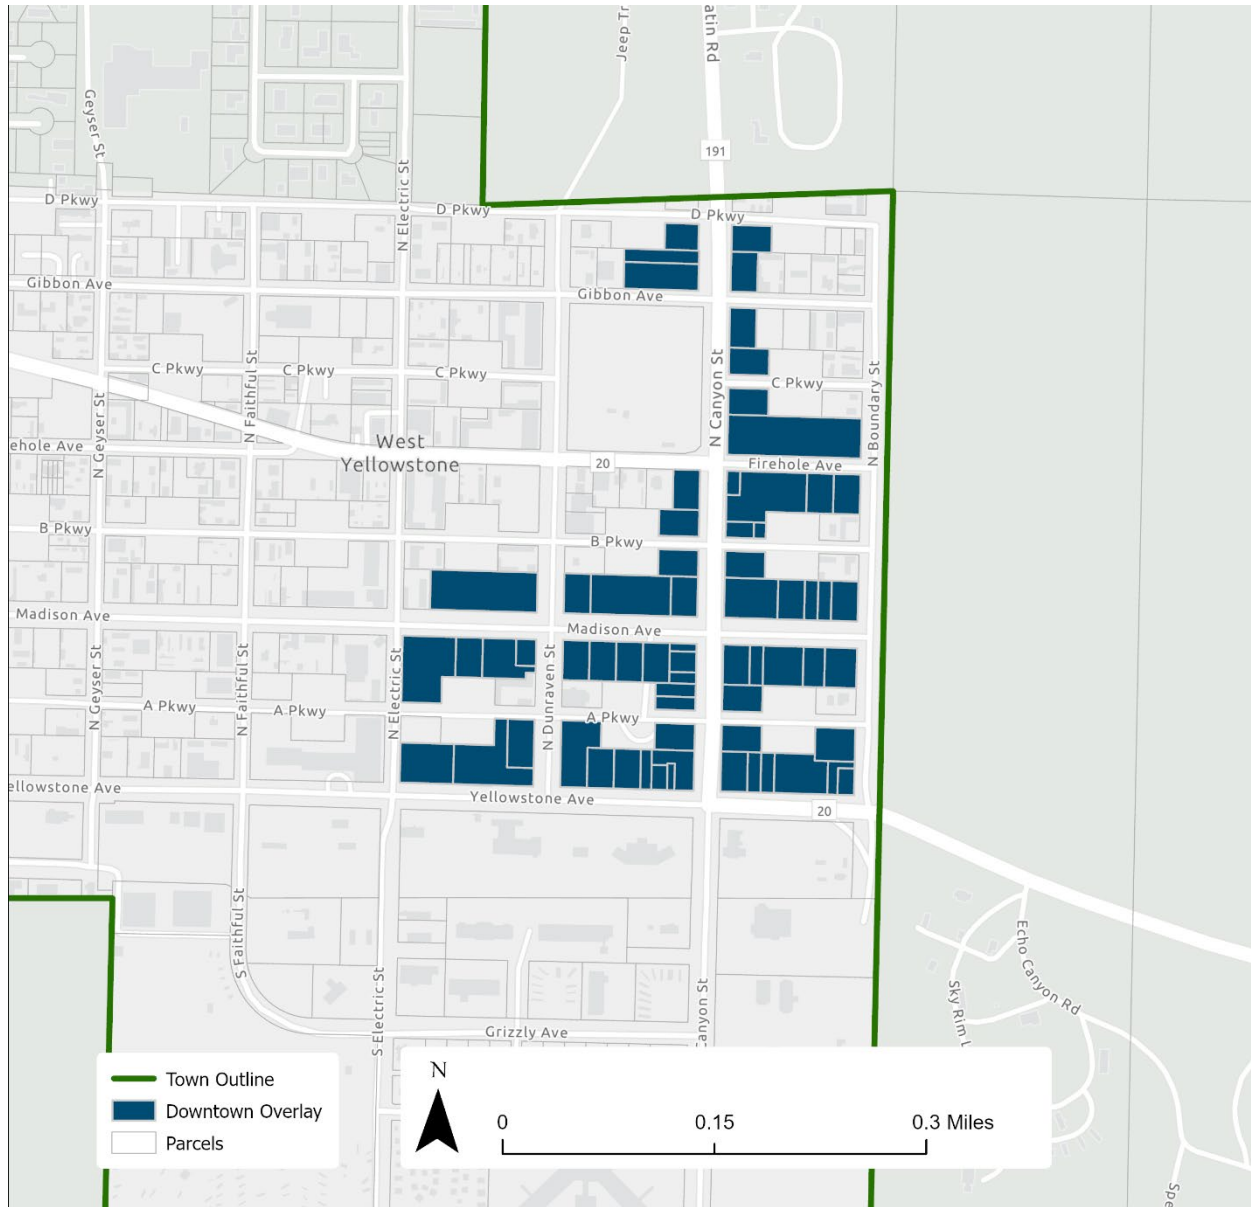 Jeep Tr
atin Rd
Geyser St
191
N Electric St
D Pkwy
D Pkwy
D Pkwy
Gibbon Ave
Gibbon Ave
C Pkwy
C Pkwy
C Pkwy
C Pkwy
N Faithful St
N Canyon St
N Boundary St
N Geyser St
ehole Ave
West
Yellowstone
20
Firehole Ave
B Pkwy
B Pkwy
Madison Ave
Madison Ave
N Geyser St
N Faithful St
N Electric St
N Dunraven St
A Pkwy
A Pkwy
A Pkwy
ellowstone Ave
Yellowstone Ave
20
S Faithful St
S Electric St
Canyon St
Echo Canyon Rd
Sky Rim L
Grizzly Ave
Spe
Town Outline
Downtown Overlay
Parcels
N
0 0.15 0.3 Miles